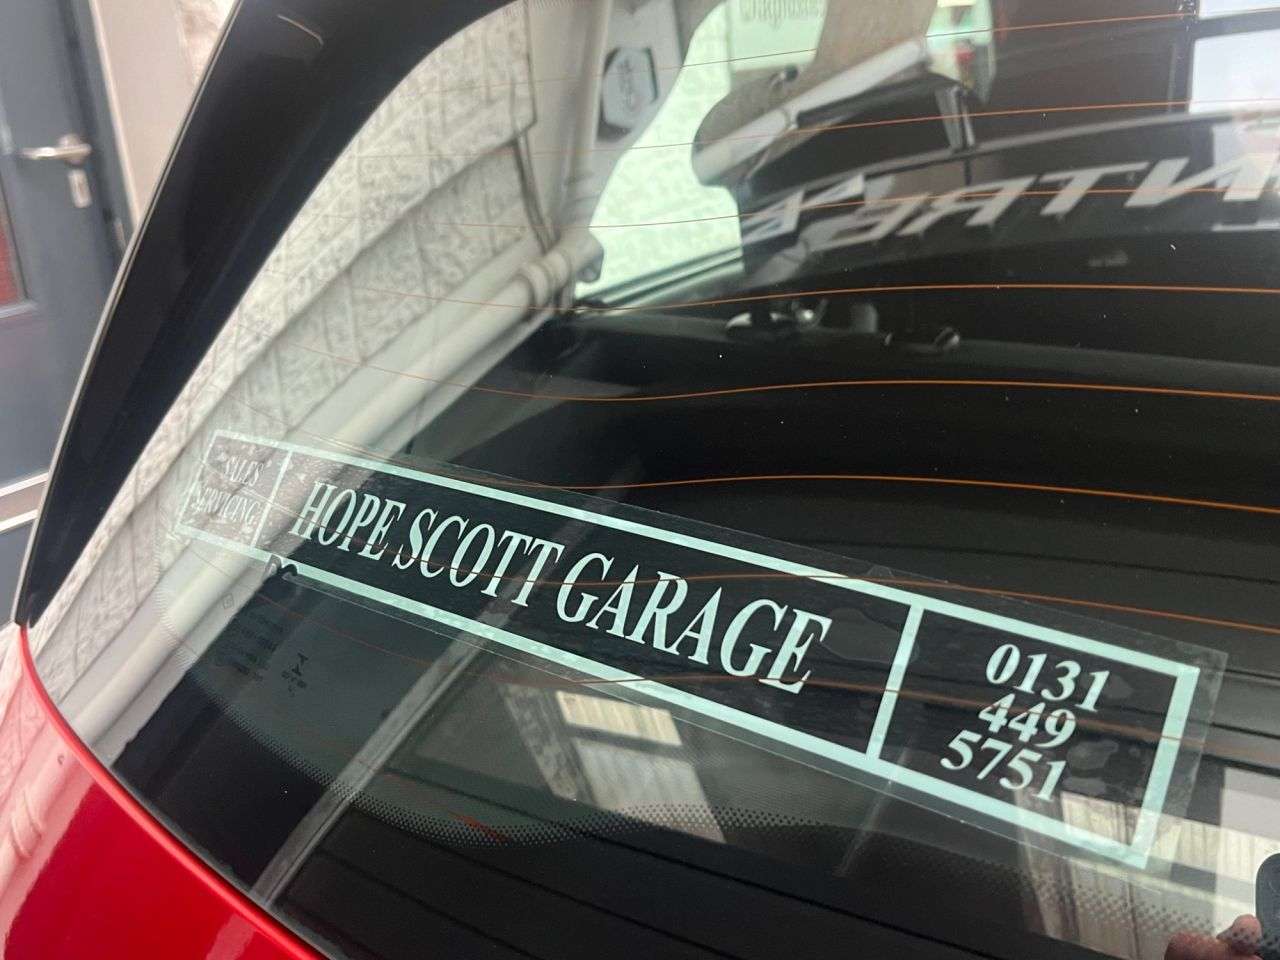 SALES
SERVICING
HOPE SCOTT GARAGE
0131
449
5751